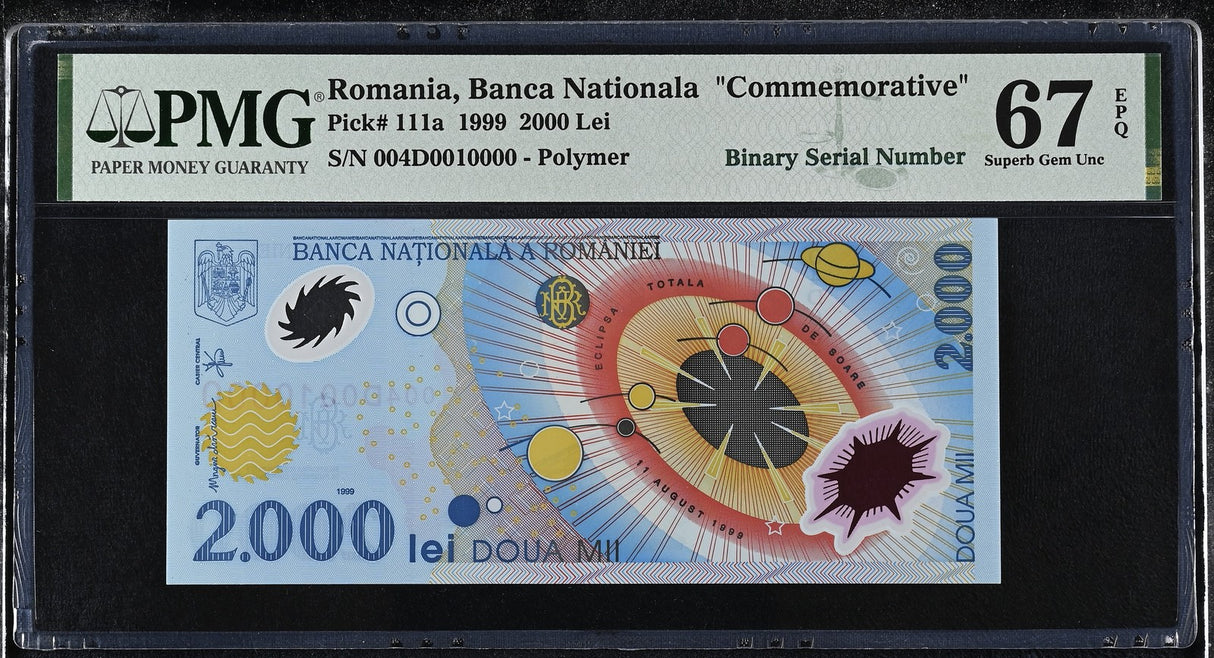 PMG®
PAPER MONEY GUARANTY
Romania, Banca Nationala "Commemorative"
Pick# 111a 1999 2000 Lei
S/N 004D0010000 - Polymer
Binary Serial Number
67
EPQ
Superb Gem Unc
BANCA NAȚIONALĂ A ROMÂNIEI
BNR
ECLIPSA TOTALA DE SOARE
11 AUGUST 1999
2.000
CASIER CENTRAL
GUVERNATOR
1999
2.000 lei DOUA MII
DOUA MII